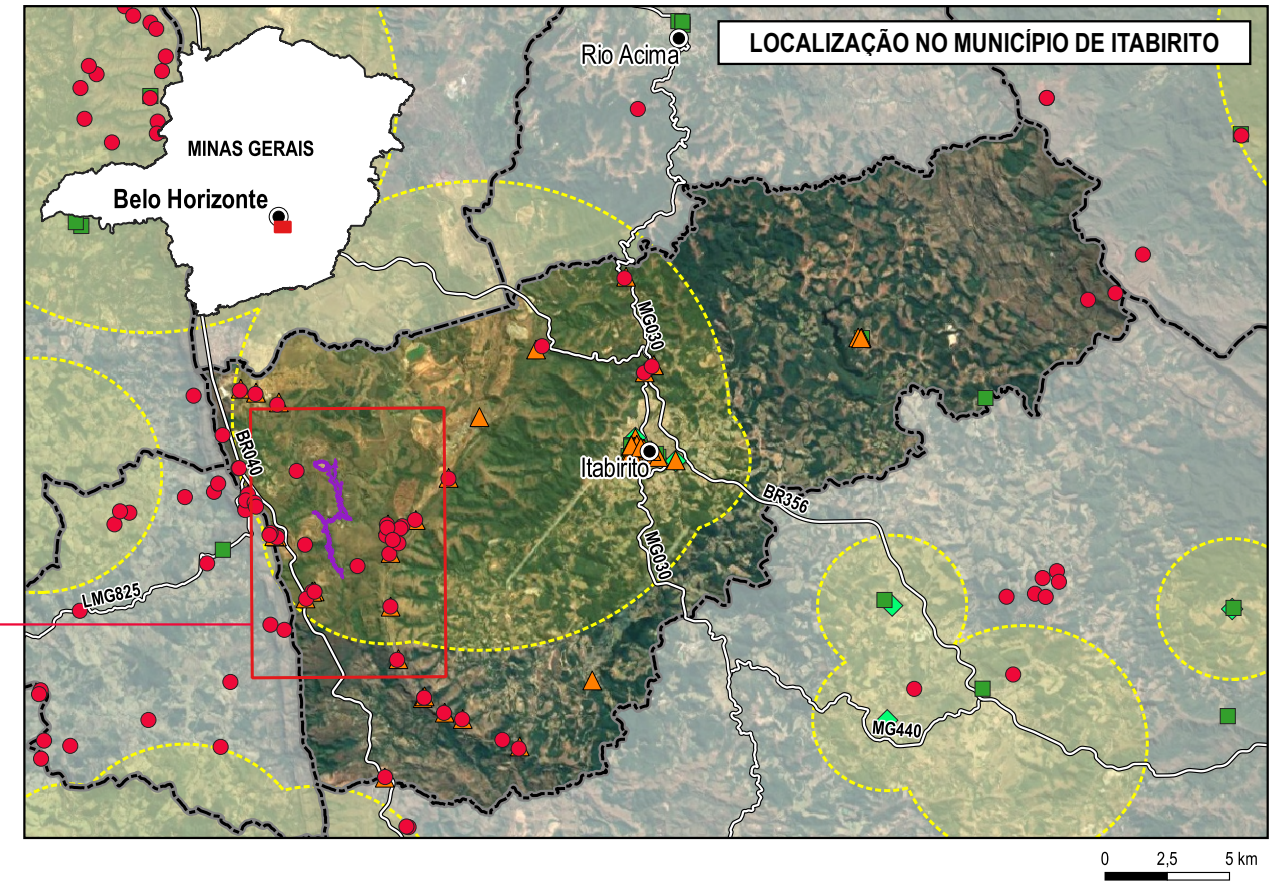 LOCALIZAÇÃO NO MUNICÍPIO DE ITABIRITO
Rio Acima
MINAS GERAIS
Belo Horizonte
MG030
BR040
Itabirito
BR356
MG030
LMG825
MG440
0 2,5 5 km